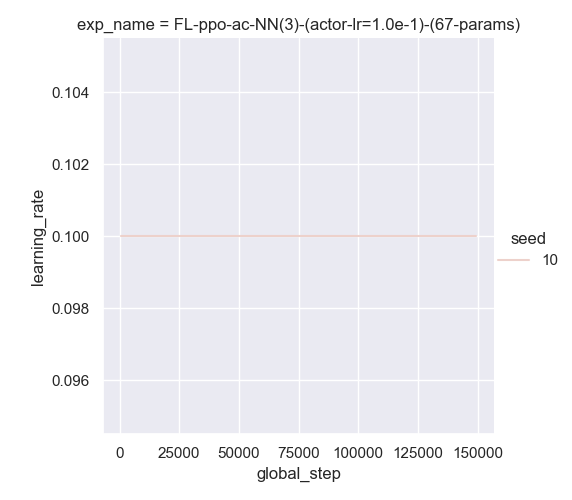 exp_name = FL-ppo-ac-NN(3)-(actor-lr=1.0e-1)-(67-params)
0.104
0.102
0.100
0.098
0.096
learning_rate
0 25000 50000 75000 100000 125000 150000
global_step
seed
10